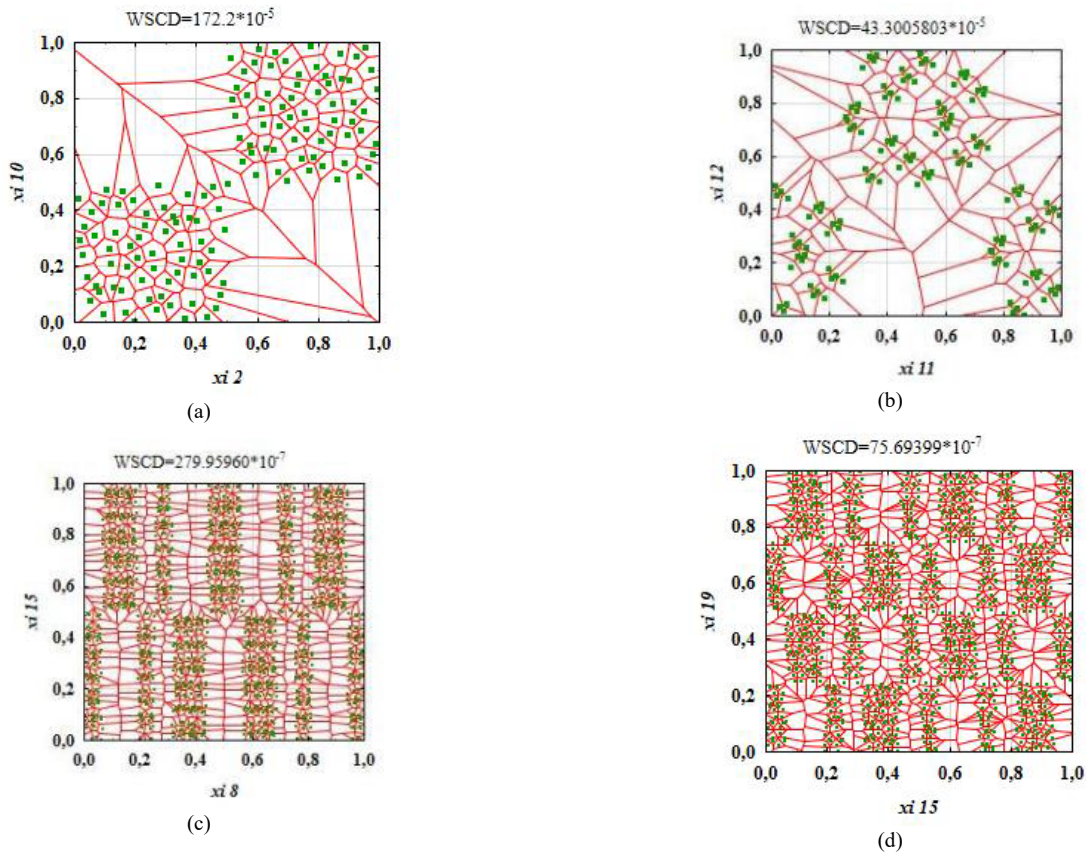 WSCD=172.2*10-5
1,0
0,8
0,6
0,4
0,2
0,0
xi 10
0,0 0,2 0,4 0,6 0,8 1,0
xi 2
(a)
WSCD=43.3005803*10-5
1,0
0,8
0,6
0,4
0,2
0,0
xi 12
0,0 0,2 0,4 0,6 0,8 1,0
xi 11
(b)
WSCD=279.95960*10-7
1,0
0,8
0,6
0,4
0,2
0,0
xi 15
0,0 0,2 0,4 0,6 0,8 1,0
xi 8
(c)
WSCD=75.69399*10-7
1,0
0,8
0,6
0,4
0,2
0,0
xi 19
0,0 0,2 0,4 0,6 0,8 1,0
xi 15
(d)